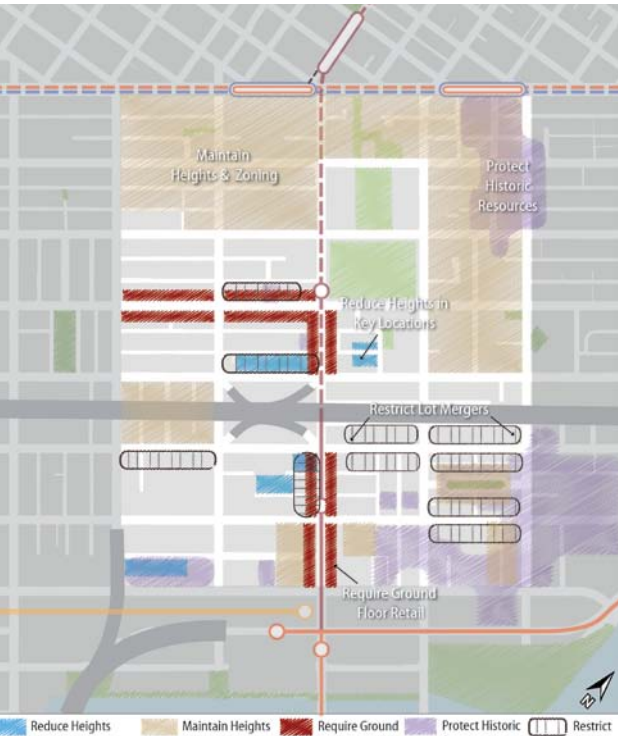 Maintain
Heights & Zoning
Protect
Historic
Resources
Reduce Heights in
Key Locations
Restrict Lot Mergers
Require Ground
Floor Retail
N
Reduce Heights
Maintain Heights
Require Ground
Protect Historic
Restrict